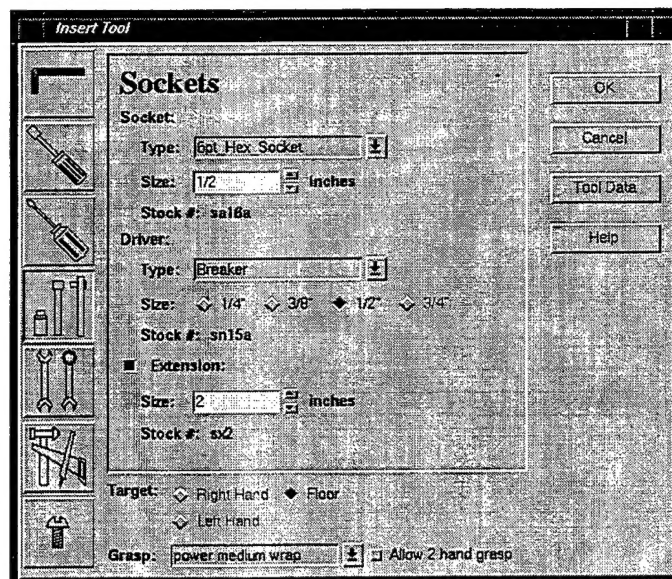 Insert Tool
Sockets
Socket:
Type: 6pt_Hex_Socket
Size: 1/2 inches
Stock #: sa16a
Driver:
Type: Breaker
Size: 1/4" 3/8" 1/2" 3/4"
Stock #: sn15a
Extension:
Size: 2 inches
Stock #: sx2
Target: Right Hand Floor
Left Hand
Grasp: power medium wrap Allow 2 hand grasp
OK
Cancel
Tool Data
Help